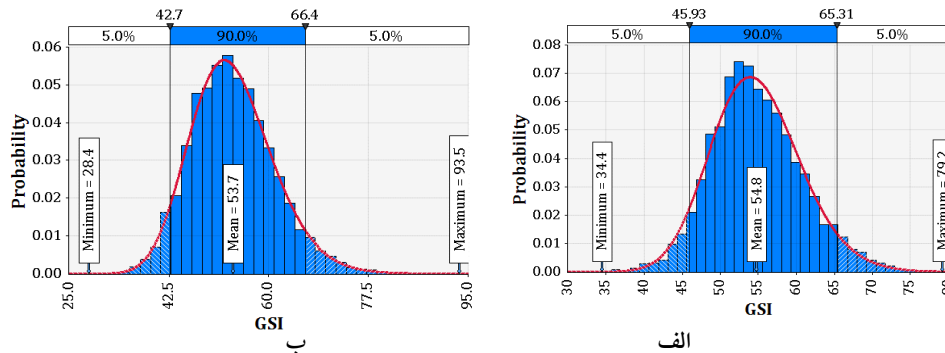 42.7 66.4
5.0% 90.0% 5.0%
0.06
0.05
0.04
0.03
0.02
0.01
0.00
Probability
Minimum = 28.4
Mean = 53.7
Maximum = 93.5
25.0 42.5 60.0 77.5 95.0
GSI
ب
45.93 65.31
5.0% 90.0% 5.0%
0.08
0.07
0.06
0.05
0.04
0.03
0.02
0.01
0.00
Probability
Minimum = 34.4
Mean = 54.8
Maximum = 79.2
30 35 40 45 50 55 60 65 70 75
GSI
الف